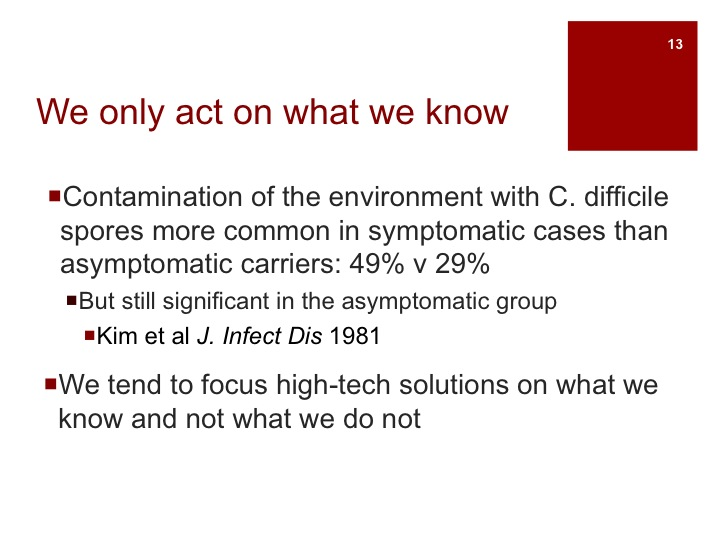 13
We only act on what we know
■Contamination of the environment with C. difficile
spores more common in symptomatic cases than
asymptomatic carriers: 49% v 29%
■But still significant in the asymptomatic group
■Kim et al J. Infect Dis 1981
■We tend to focus high-tech solutions on what we
know and not what we do not